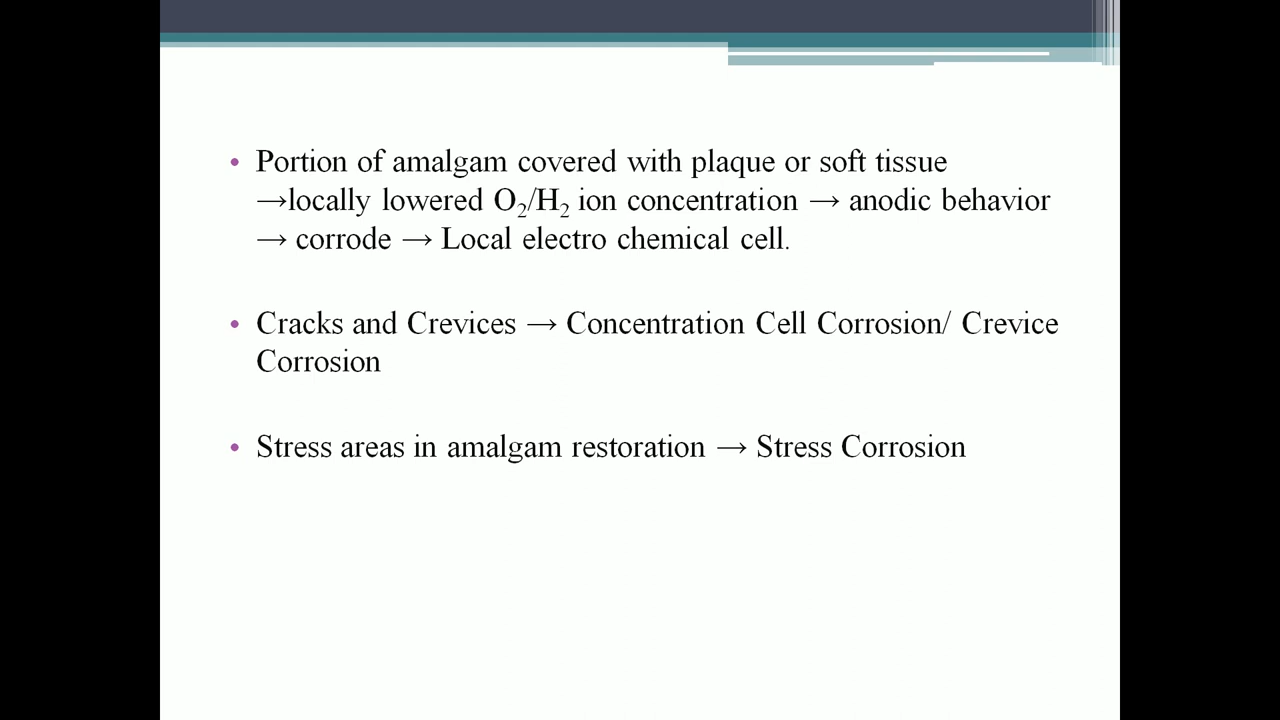 • Portion of amalgam covered with plaque or soft tissue
→locally lowered O₂/H₂ ion concentration → anodic behavior
→ corrode → Local electro chemical cell.
• Cracks and Crevices → Concentration Cell Corrosion/ Crevice
Corrosion
• Stress areas in amalgam restoration → Stress Corrosion